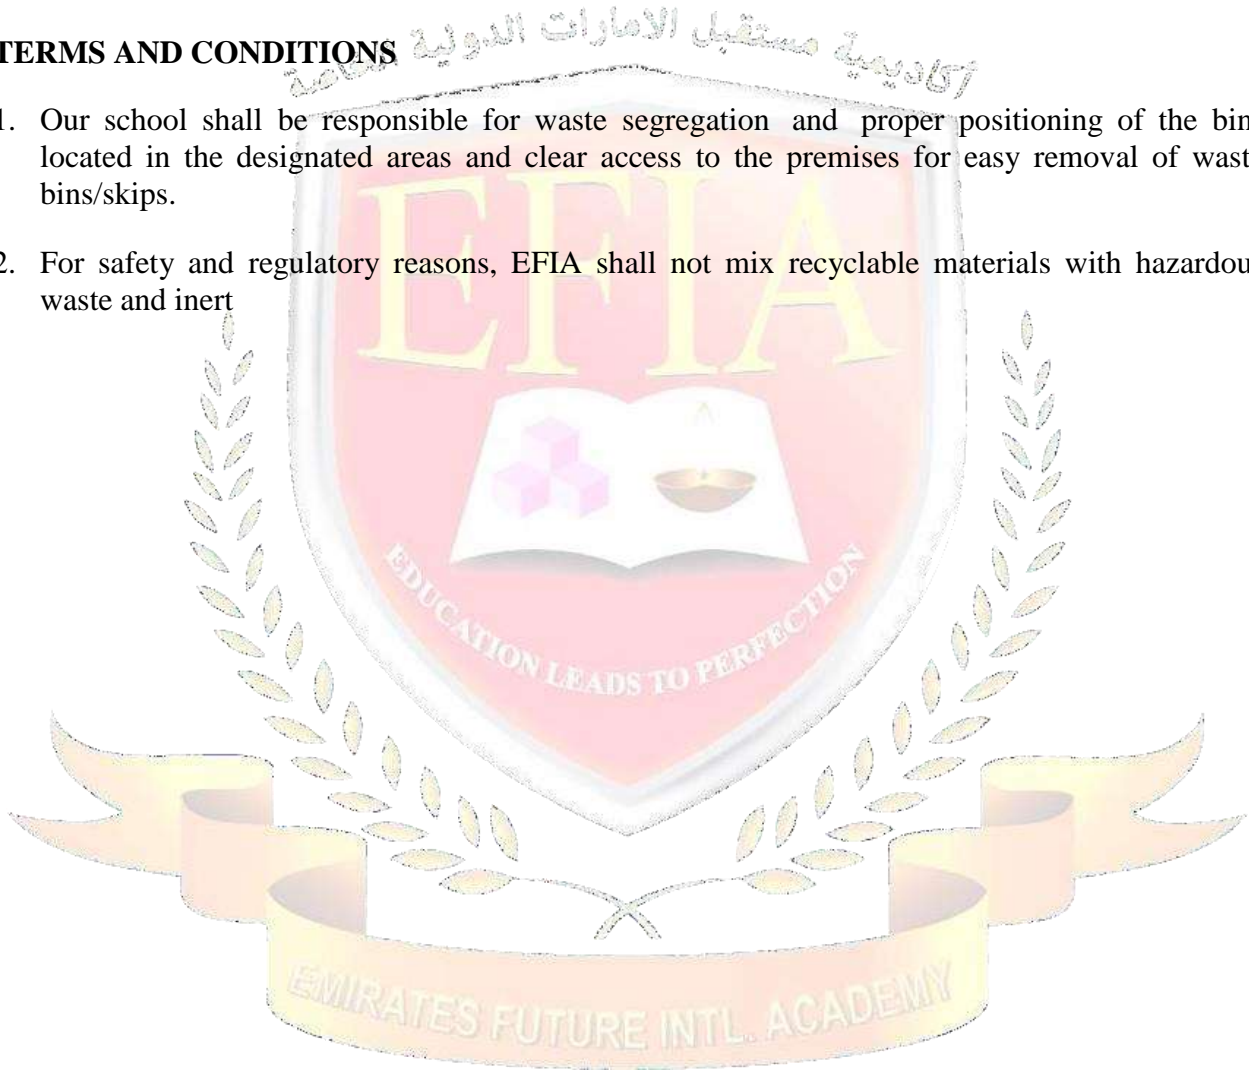 أكاديمية مستقبل الامارات الدولية الخاصة
TERMS AND CONDITIONS
1. Our school shall be responsible for waste segregation and proper positioning of the bin
located in the designated areas and clear access to the premises for easy removal of wast
bins/skips.
2. For safety and regulatory reasons, EFIA shall not mix recyclable materials with hazardou
waste and inert
EFIA
EDUCATION LEADS TO PERFECTION
EMIRATES FUTURE INTL. ACADEMY